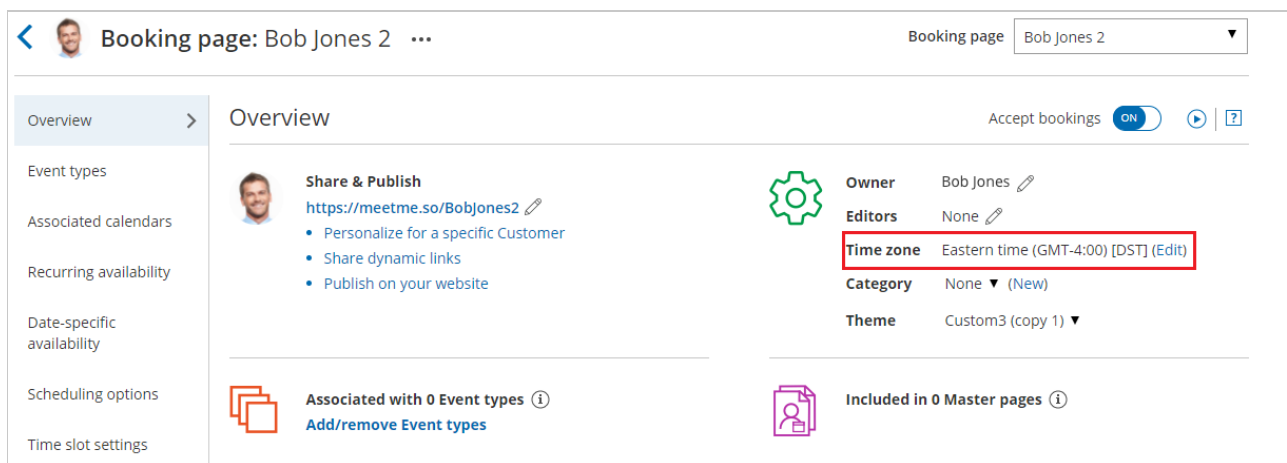 Booking page: Bob Jones 2 •••
Booking page Bob Jones 2 ▼
Overview
Event types
Associated calendars
Recurring availability
Date-specific
availability
Scheduling options
Time slot settings
Overview
Accept bookings ON ?
Share & Publish
https://meetme.so/BobJones2
• Personalize for a specific Customer
• Share dynamic links
• Publish on your website
Owner Bob Jones
Editors None
Time zone Eastern time (GMT-4:00) [DST] (Edit)
Category None ▼ (New)
Theme Custom3 (copy 1) ▼
Associated with 0 Event types i
Add/remove Event types
Included in 0 Master pages i